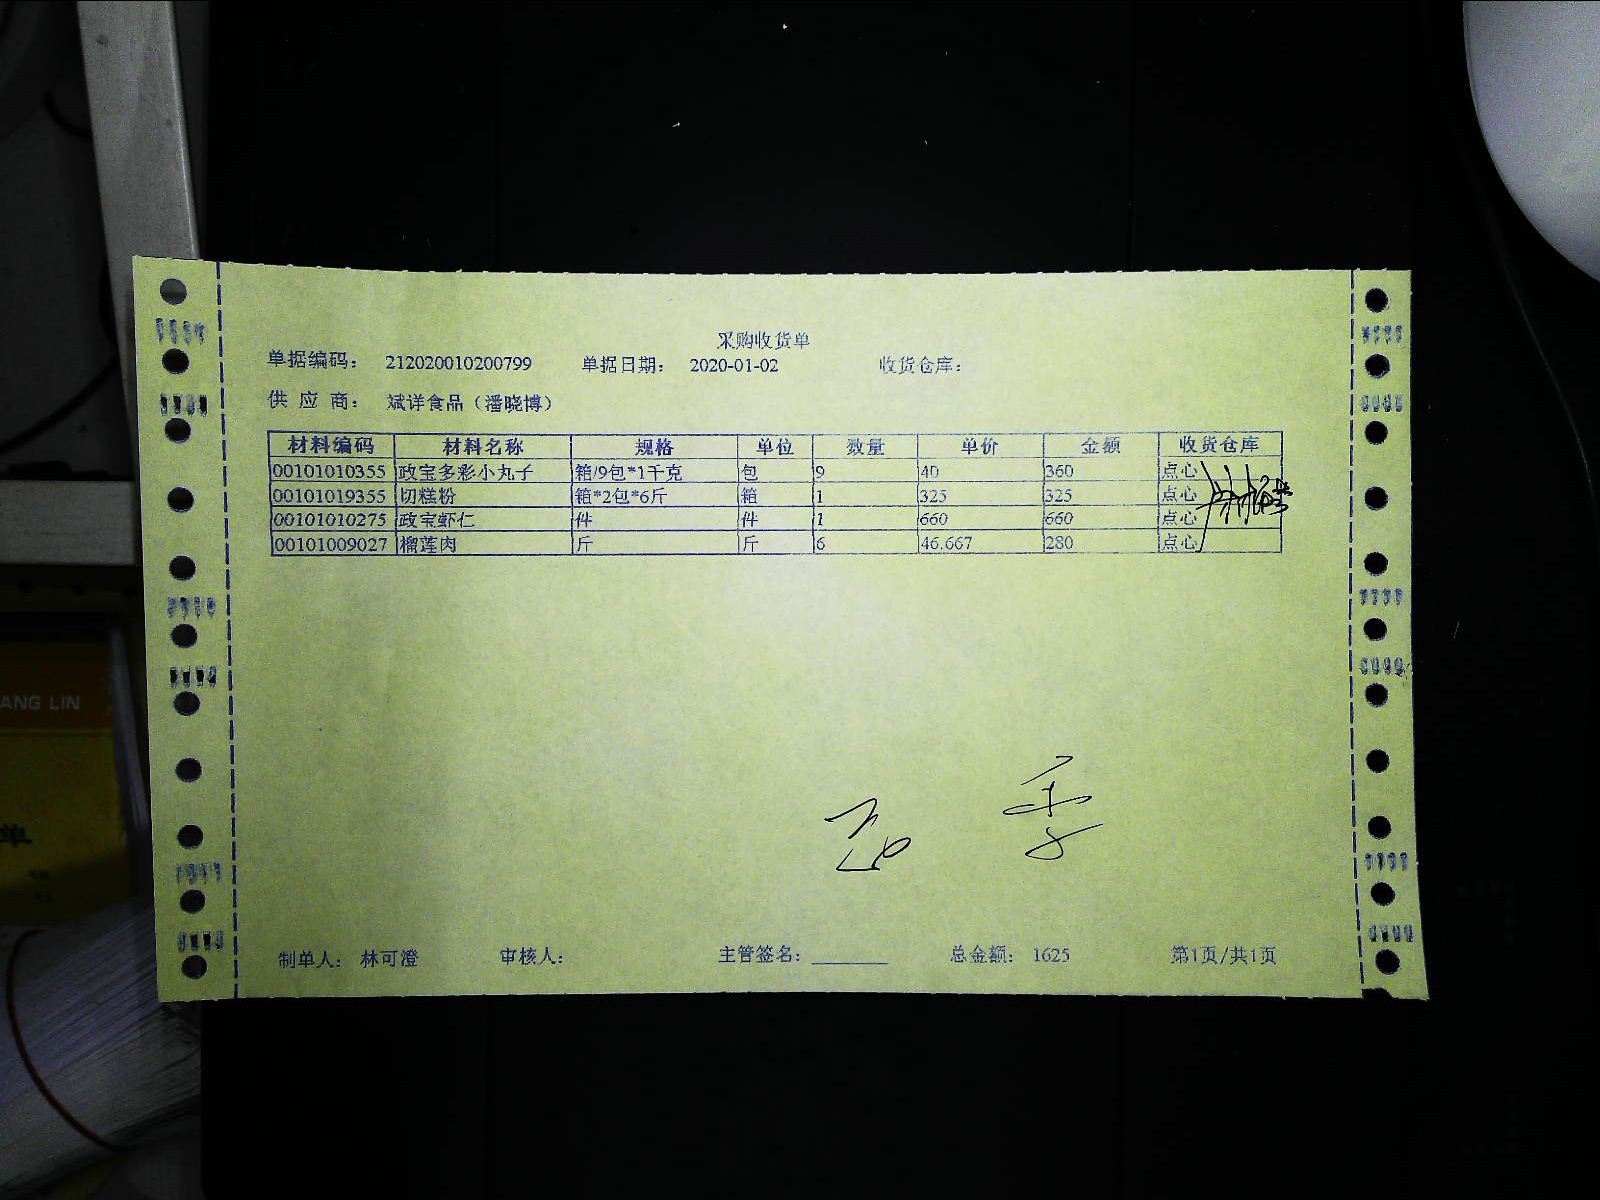 采购收货单
单据编码： 212020010200799 单据日期： 2020-01-02 收货仓库：
供 应 商： 斌详食品（潘晓博）
材料编码 材料名称 规格 单位 数量 单价 金额 收货仓库
00101010355 政宝多彩小丸子 箱/9包*1千克 包 9 40 360 点心
00101019355 切糕粉 箱*2包*6斤 箱 1 325 325 点心
00101010275 政宝虾仁 件 件 1 660 660 点心
00101009027 榴莲肉 斤 斤 6 46.667 280 点心
制单人： 林可澄 审核人： 主管签名：________ 总金额： 1625 第1页/共1页
ANG LIN
单